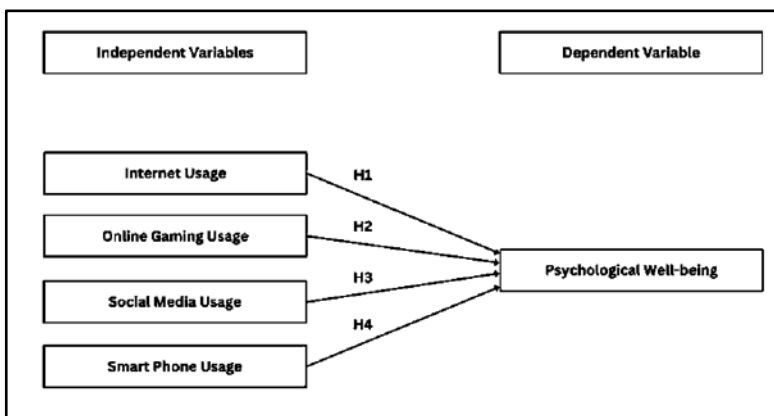 Independent Variables
Dependent Variable
Internet Usage
H1
Online Gaming Usage
H2
Psychological Well-being
Social Media Usage
H3
Smart Phone Usage
H4